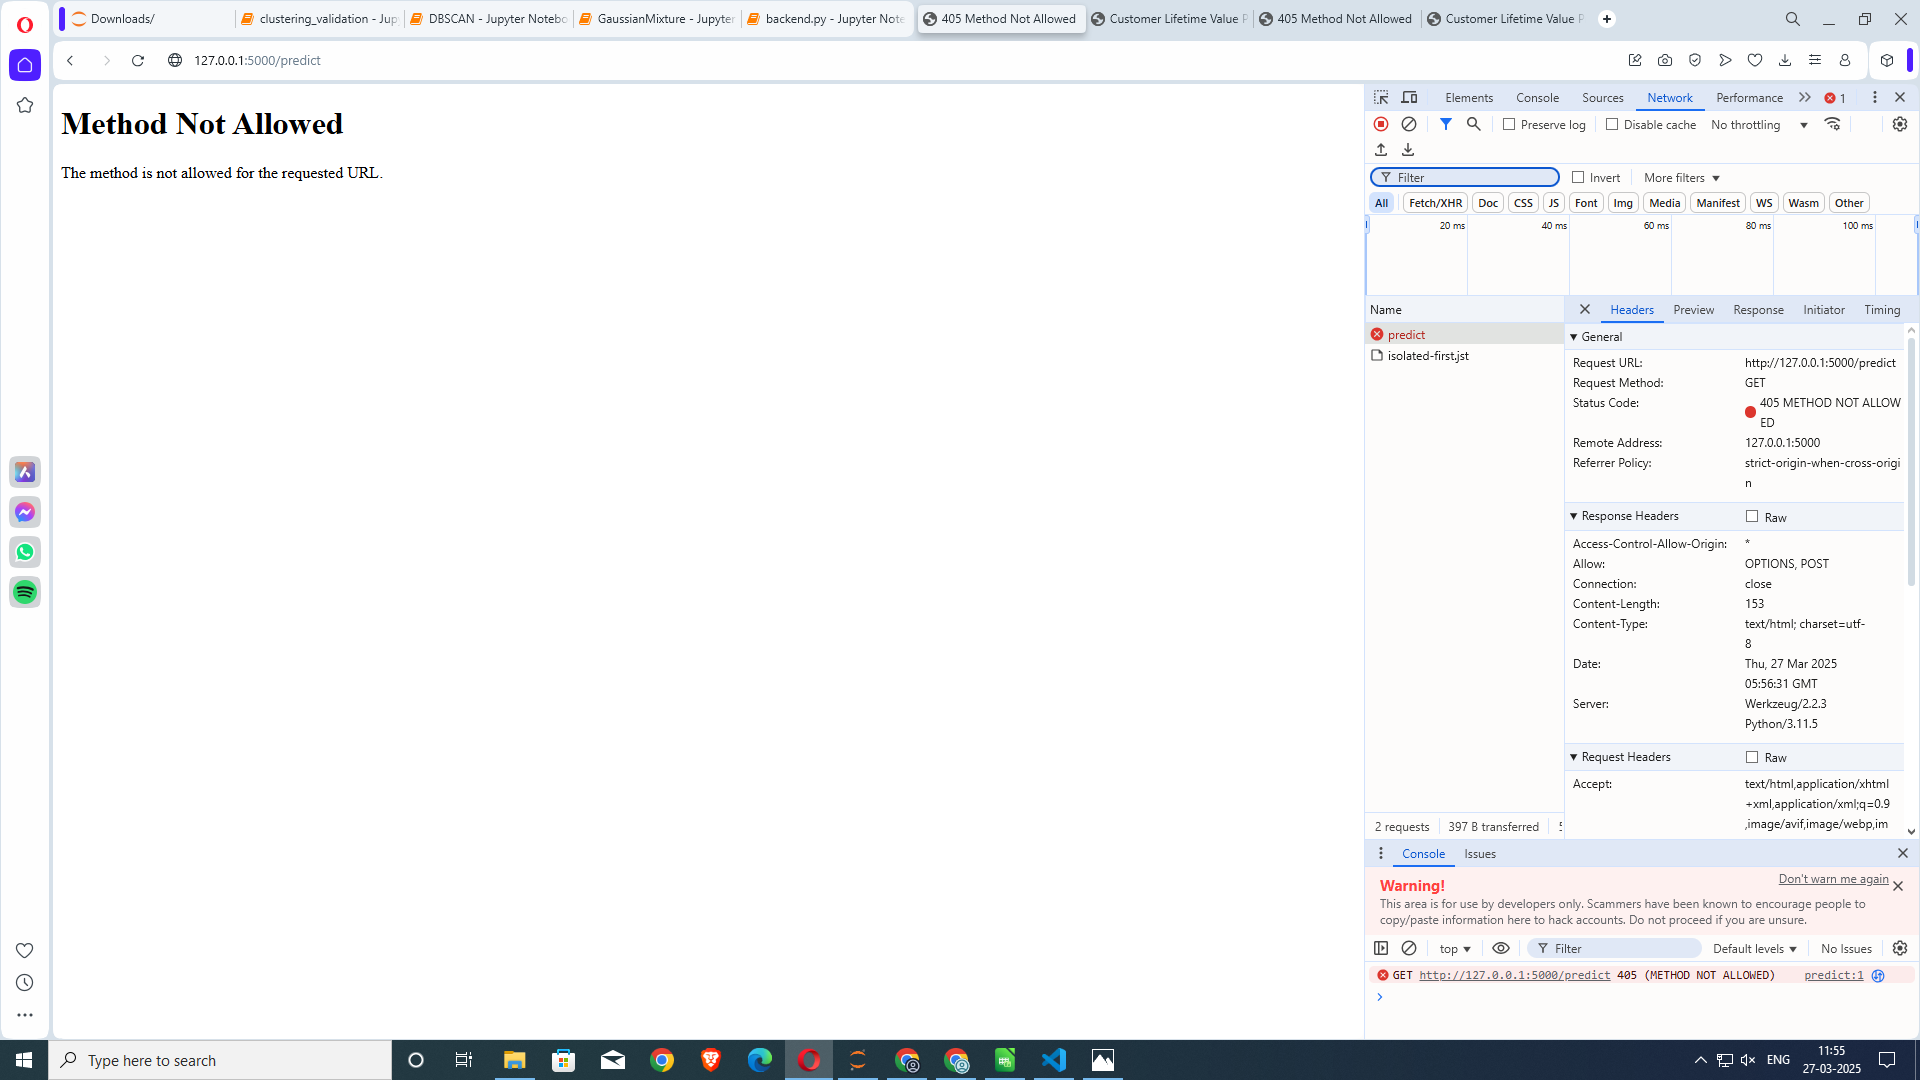 Downloads/
clustering_validation - Jup
DBSCAN - Jupyter Notebo
GaussianMixture - Jupyter
backend.py - Jupyter Note
405 Method Not Allowed
Customer Lifetime Value P
405 Method Not Allowed
Customer Lifetime Value P
127.0.0.1:5000/predict
Method Not Allowed
The method is not allowed for the requested URL.
Elements
Console
Sources
Network
Performance
1
Preserve log
Disable cache
No throttling
Filter
Invert
More filters
All
Fetch/XHR
Doc
CSS
JS
Font
Img
Media
Manifest
WS
Wasm
Other
20 ms
40 ms
60 ms
80 ms
100 ms
Name
predict
isolated-first.jst
Headers
Preview
Response
Initiator
Timing
General
Request URL: http://127.0.0.1:5000/predict
Request Method: GET
Status Code: 405 METHOD NOT ALLOW
ED
Remote Address: 127.0.0.1:5000
Referrer Policy: strict-origin-when-cross-origi
n
Response Headers Raw
Access-Control-Allow-Origin: *
Allow: OPTIONS, POST
Connection: close
Content-Length: 153
Content-Type: text/html; charset=utf-
8
Date: Thu, 27 Mar 2025
05:56:31 GMT
Server: Werkzeug/2.2.3
Python/3.11.5
Request Headers Raw
Accept: text/html,application/xhtml
+xml,application/xml;q=0.9
,image/avif,image/webp,im
2 requests
397 B transferred
Console
Issues
Warning!
Don't warn me again
This area is for use by developers only. Scammers have been known to encourage people to
copy/paste information here to hack accounts. Do not proceed if you are unsure.
top
Filter
Default levels
No Issues
GET http://127.0.0.1:5000/predict 405 (METHOD NOT ALLOWED) predict:1
Type here to search
ENG
11:55
27-03-2025